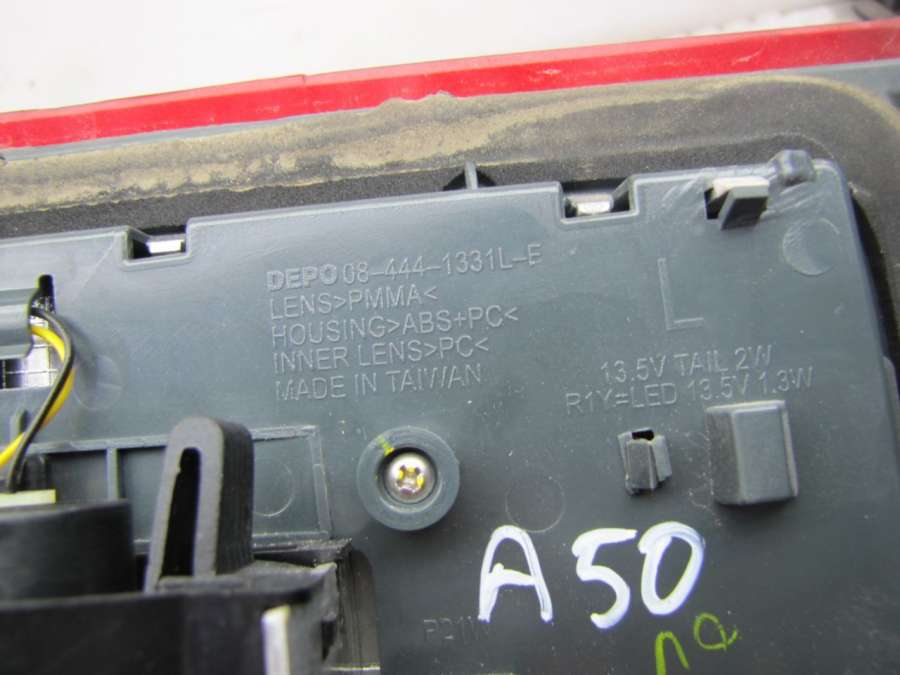 DEPO 08-444-1331L-E
LENS>PMMA<
HOUSING>ABS+PC<
INNER LENS>PC<
MADE IN TAIWAN
L
13.5V TAIL 2W
R1Y=LED 13.5V 1.3W
A50